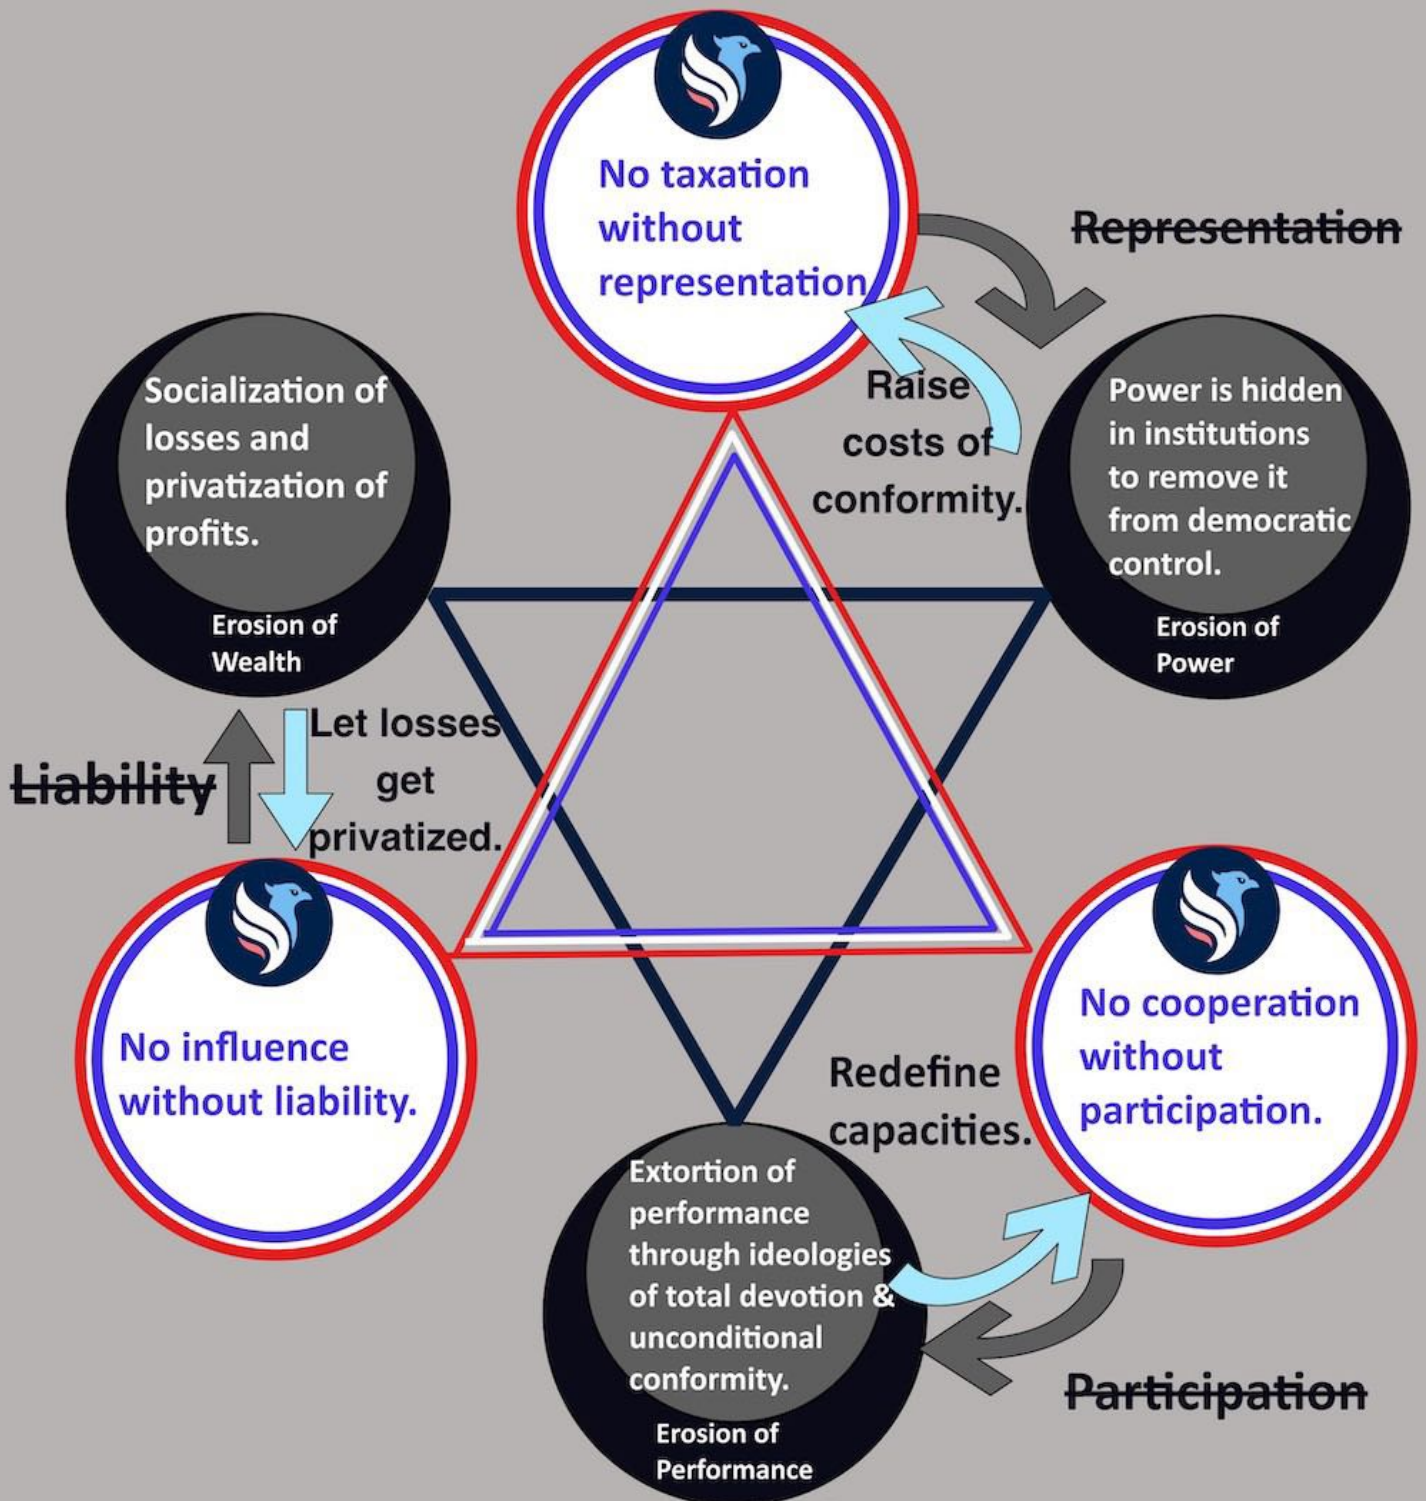 No taxation
without
representation
Representation
Raise
costs of
conformity.
Socialization of
losses and
privatization of
profits.
Erosion of
Wealth
Power is hidden
in institutions
to remove it
from democratic
control.
Erosion of
Power
Liability
Let losses
get
privatized.
No influence
without liability.
No cooperation
without
participation.
Redefine
capacities.
Extortion of
performance
through ideologies
of total devotion &
unconditional
conformity.
Erosion of
Performance
Participation